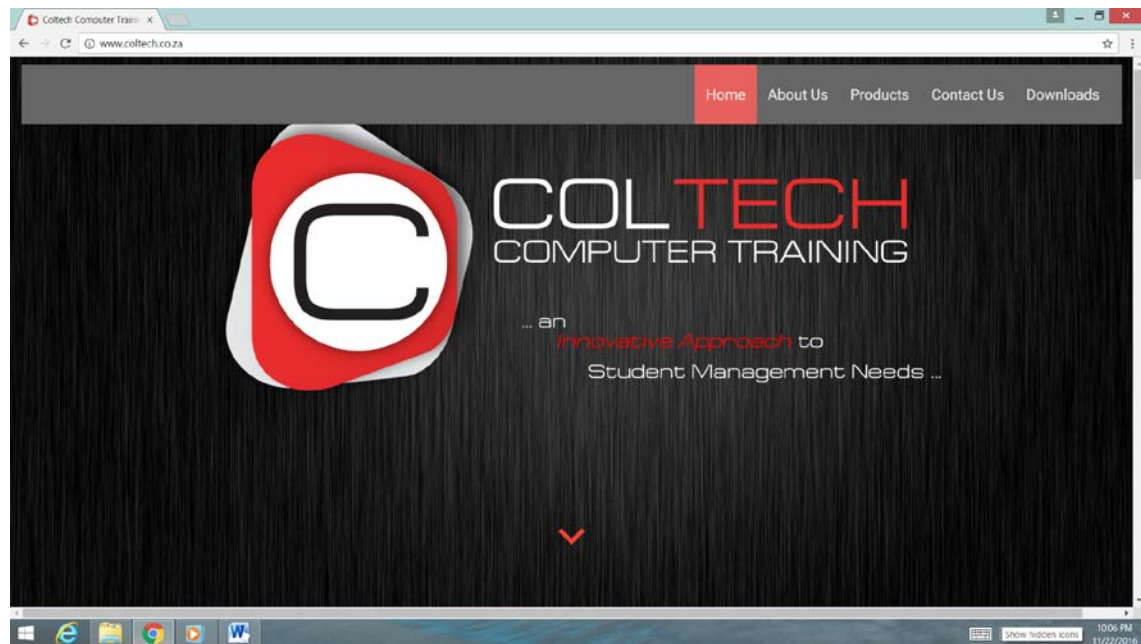 Coltech Computer Traini
www.coltech.co.za
Home About Us Products Contact Us Downloads
C
COLTECH
COMPUTER TRAINING
... an
Innovative Approach to
Student Management Needs ...
Show hidden icons
10:06 PM
11/22/2016